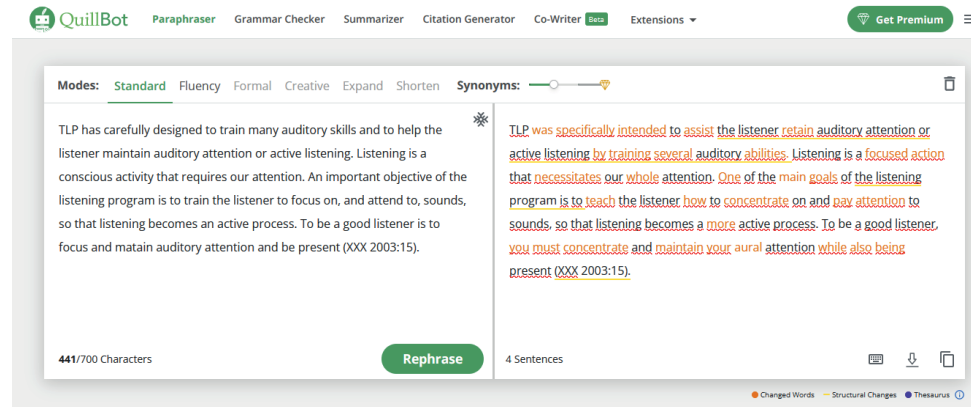 QuillBot Paraphraser Grammar Checker Summarizer Citation Generator Co-Writer Beta Extensions Get Premium
Modes: Standard Fluency Formal Creative Expand Shorten Synonyms:
TLP has carefully designed to train many auditory skills and to help the
listener maintain auditory attention or active listening. Listening is a
conscious activity that requires our attention. An important objective of the
listening program is to train the listener to focus on, and attend to, sounds,
so that listening becomes an active process. To be a good listener is to
focus and matain auditory attention and be present (XXX 2003:15).
441/700 Characters
Rephrase
TLP was specifically intended to assist the listener retain auditory attention or
active listening by training several auditory abilities. Listening is a focused action
that necessitates our whole attention. One of the main goals of the listening
program is to teach the listener how to concentrate on and pay attention to
sounds, so that listening becomes a more active process. To be a good listener,
you must concentrate and maintain your aural attention while also being
present (XXX 2003:15).
4 Sentences
Changed Words Structural Changes Thesaurus